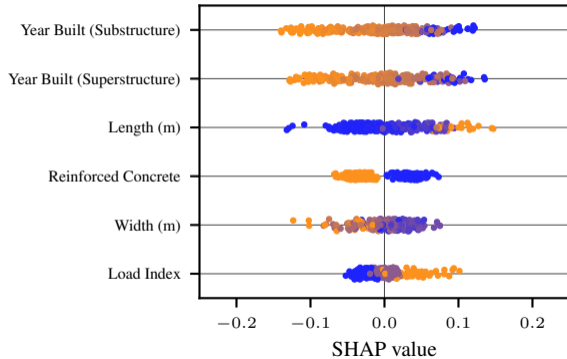 Year Built (Substructure)
Year Built (Superstructure)
Length (m)
Reinforced Concrete
Width (m)
Load Index
−0.2 −0.1 0.0 0.1 0.2
SHAP value